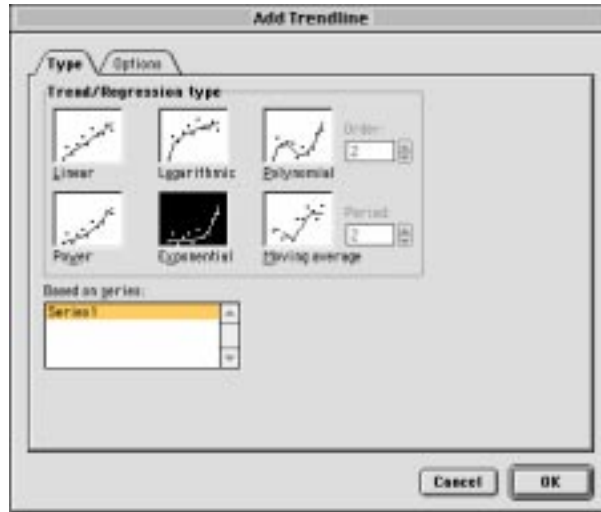 Add Trendline
Type Options
Trend/Regression type
Linear Logarithmic Polynomial
Order:
2
Power Exponential Moving average
Period:
2
Based on series:
Series1
Cancel OK